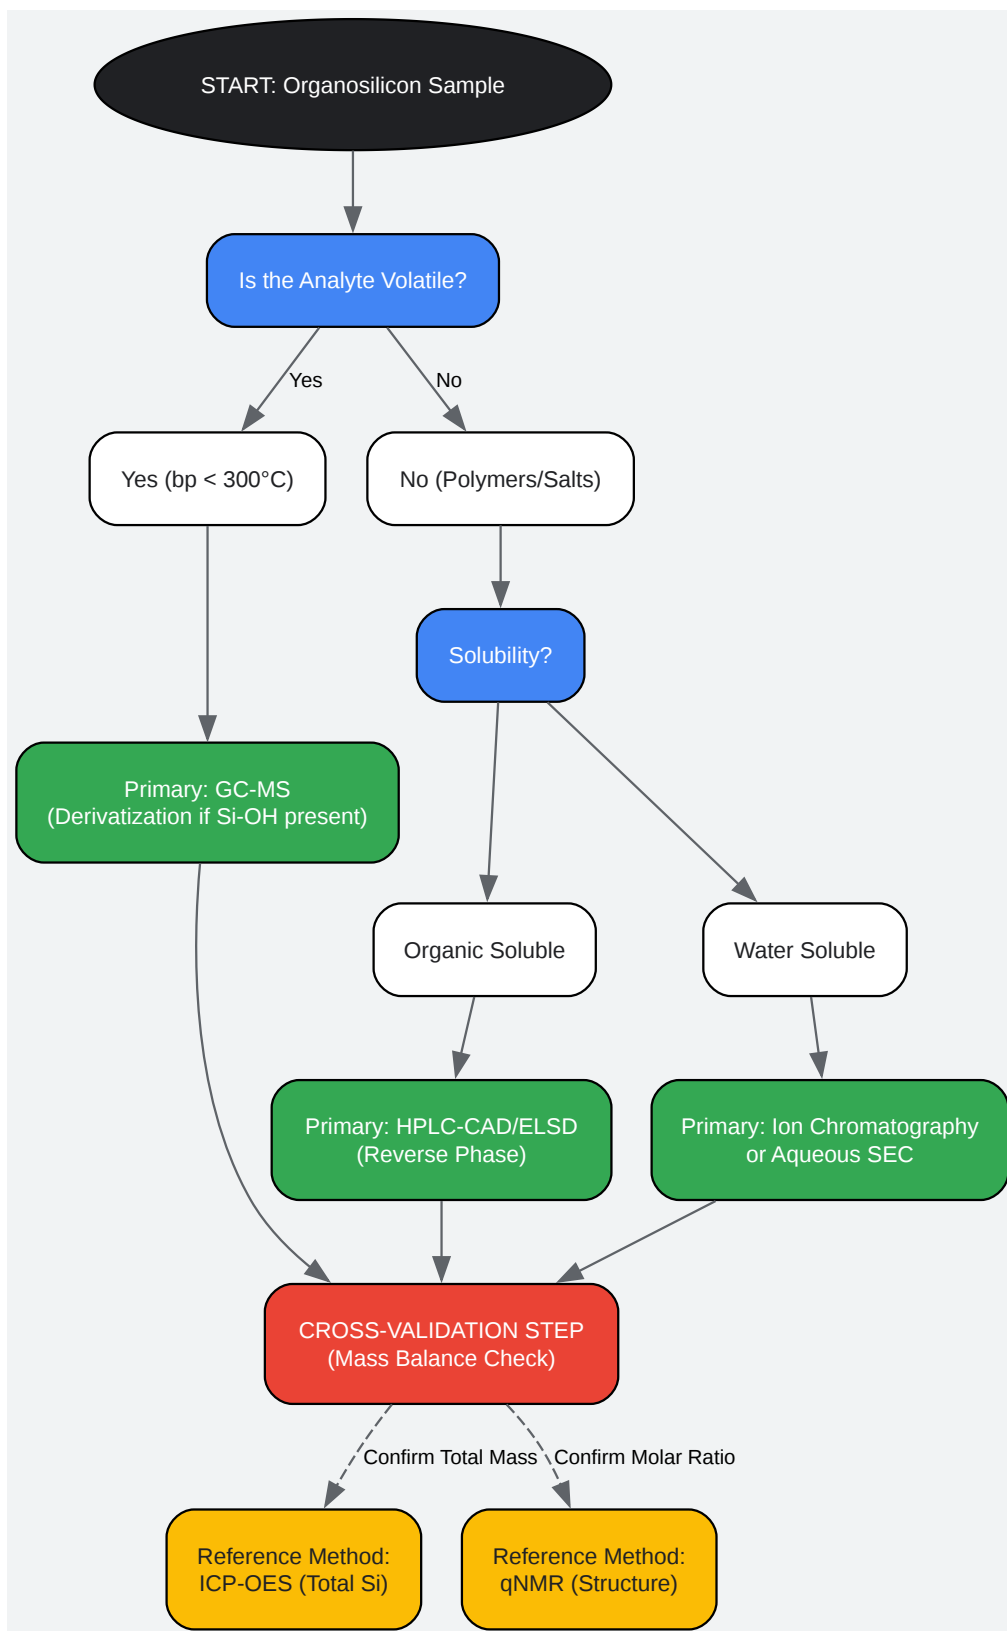 START: Organosilicon Sample
Is the Analyte Volatile?
Yes
No
Yes (bp < 300°C)
No (Polymers/Salts)
Solubility?
Primary: GC-MS
(Derivatization if Si-OH present)
Organic Soluble
Water Soluble
Primary: HPLC-CAD/ELSD
(Reverse Phase)
Primary: Ion Chromatography
or Aqueous SEC
CROSS-VALIDATION STEP
(Mass Balance Check)
Confirm Total Mass
Confirm Molar Ratio
Reference Method:
ICP-OES (Total Si)
Reference Method:
qNMR (Structure)